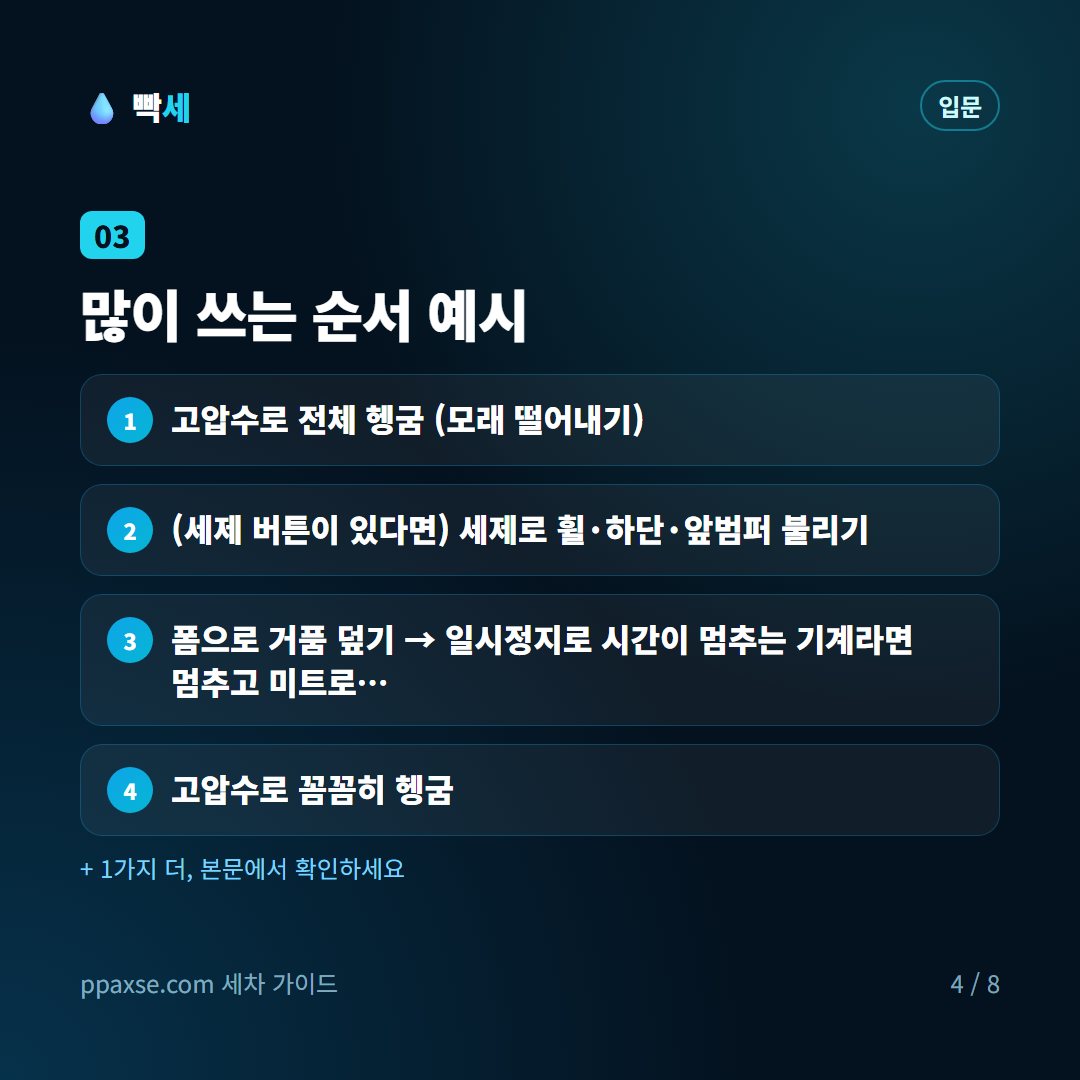 빡세
입문
03
많이 쓰는 순서 예시
1 고압수로 전체 헹굼 (모래 떨어내기)
2 (세제 버튼이 있다면) 세제로 휠·하단·앞범퍼 불리기
3 폼으로 거품 덮기 → 일시정지로 시간이 멈추는 기계라면
멈추고 미트로…
4 고압수로 꼼꼼히 헹굼
+ 1가지 더, 본문에서 확인하세요
ppaxse.com 세차 가이드
4 / 8